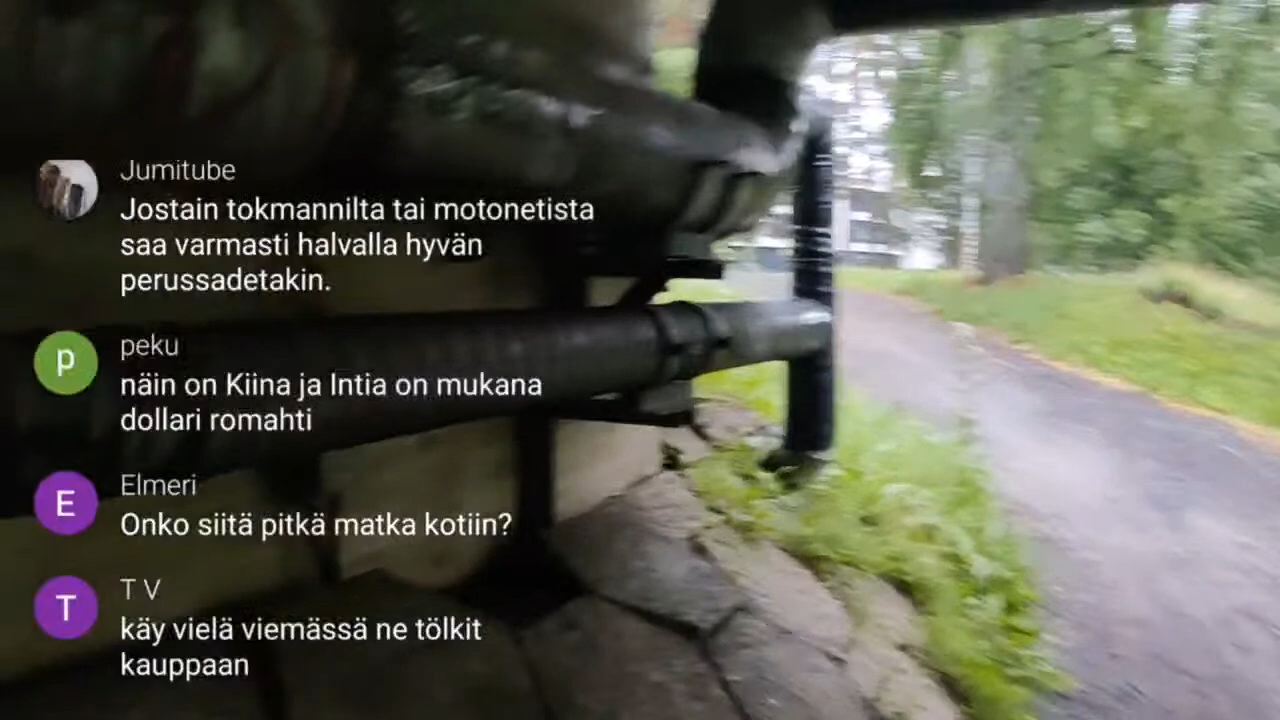 Jumitube
Jostain tokmannilta tai motonetista
saa varmasti halvalla hyvän
perussadetakin.
p
peku
näin on Kiina ja Intia on mukana
dollari romahti
E
Elmeri
Onko siitä pitkä matka kotiin?
T
T V
käy vielä viemässä ne tölkit
kauppaan